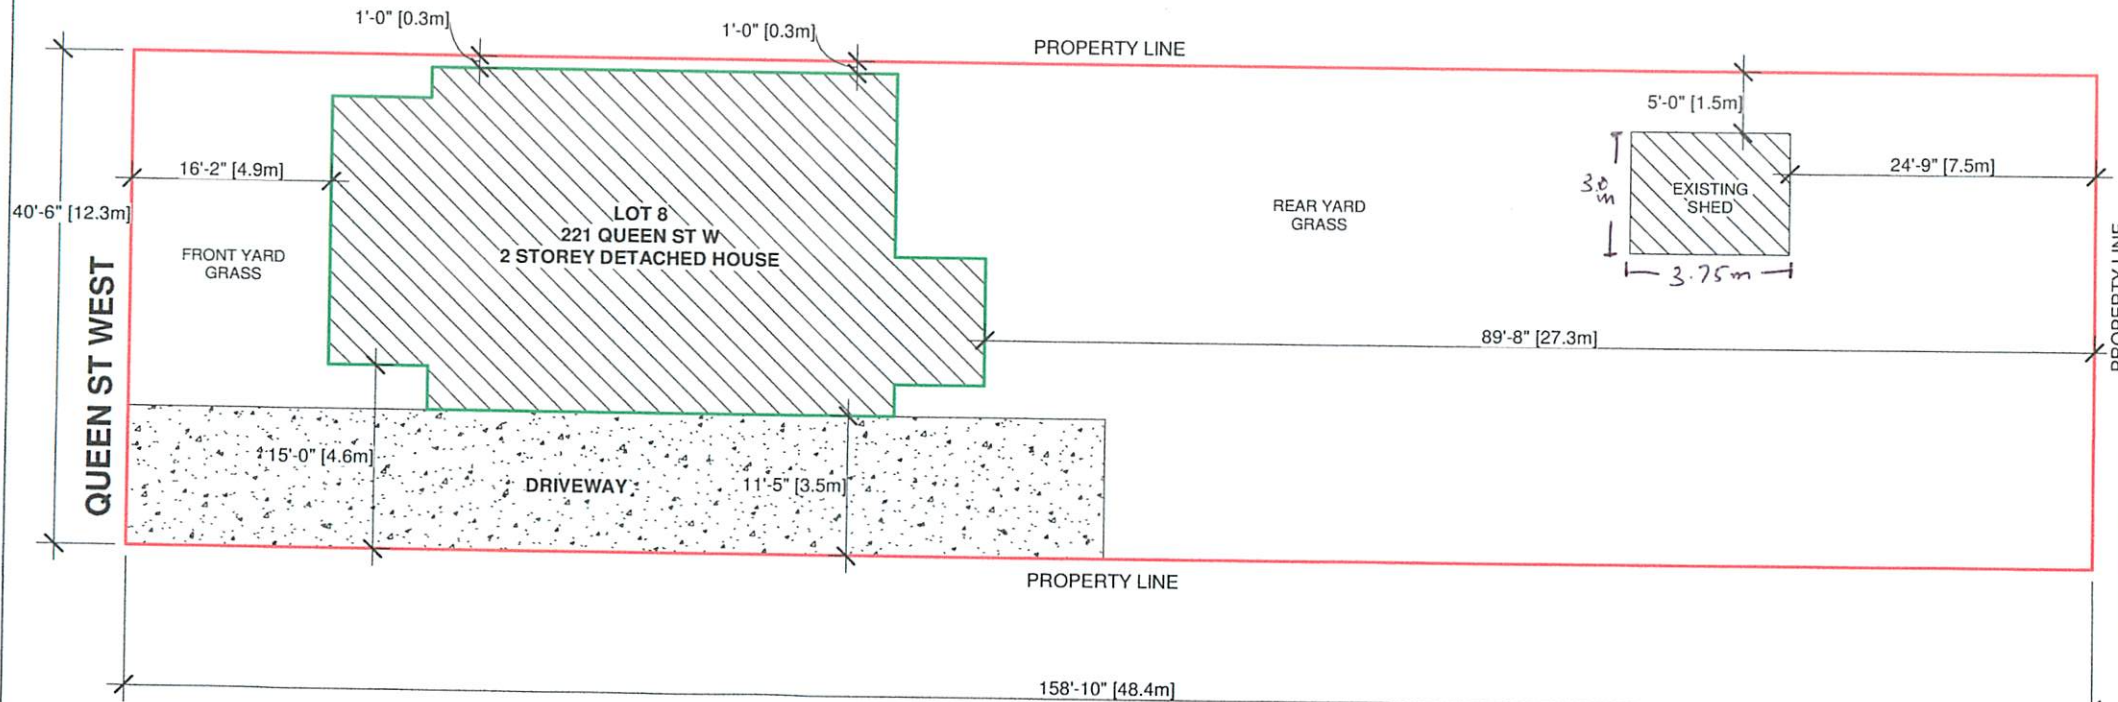 1'-0" [0.3m]
1'-0" [0.3m]
PROPERTY LINE
5'-0" [1.5m]
16'-2" [4.9m]
24'-9" [7.5m]
3.0
m
EXISTING
SHED
40'-6" [12.3m]
LOT 8
221 QUEEN ST W
2 STOREY DETACHED HOUSE
REAR YARD
GRASS
FRONT YARD
GRASS
3.75m
QUEEN ST WEST
PROPERTY LINE
89'-8" [27.3m]
15'-0" [4.6m]
DRIVEWAY
11'-5" [3.5m]
PROPERTY LINE
158'-10" [48.4m]